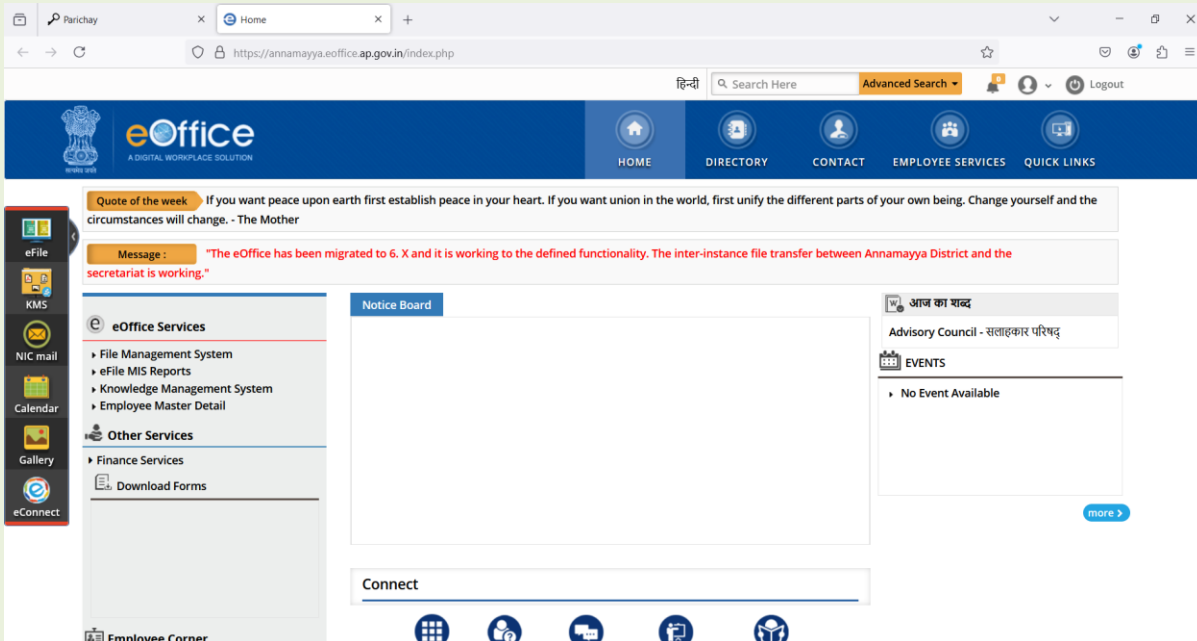 Parichay
Home
https://annamayya.eoffice.ap.gov.in/index.php
हिन्दी
Search Here
Advanced Search
0
Logout
सत्यमेव जयते
eOffice
A DIGITAL WORKPLACE SOLUTION
HOME
DIRECTORY
CONTACT
EMPLOYEE SERVICES
QUICK LINKS
Quote of the week If you want peace upon earth first establish peace in your heart. If you want union in the world, first unify the different parts of your own being. Change yourself and the
circumstances will change. - The Mother
Message : "The eOffice has been migrated to 6. X and it is working to the defined functionality. The inter-instance file transfer between Annamayya District and the
secretariat is working."
eFile
KMS
NIC mail
Calendar
Gallery
eConnect
eOffice Services
File Management System
eFile MIS Reports
Knowledge Management System
Employee Master Detail
Other Services
Finance Services
Download Forms
Employee Corner
Notice Board
Connect
आज का शब्द
Advisory Council - सलाहकार परिषद्
EVENTS
No Event Available
more >